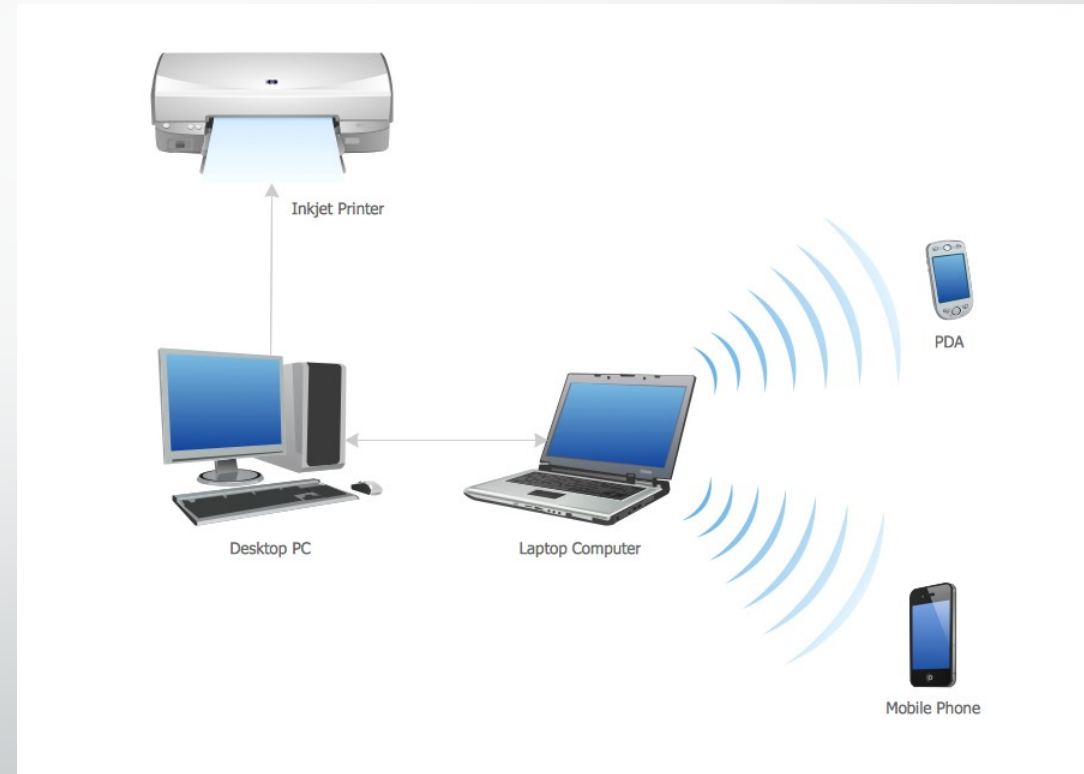 Inkjet Printer
PDA
Desktop PC
Laptop Computer
Mobile Phone